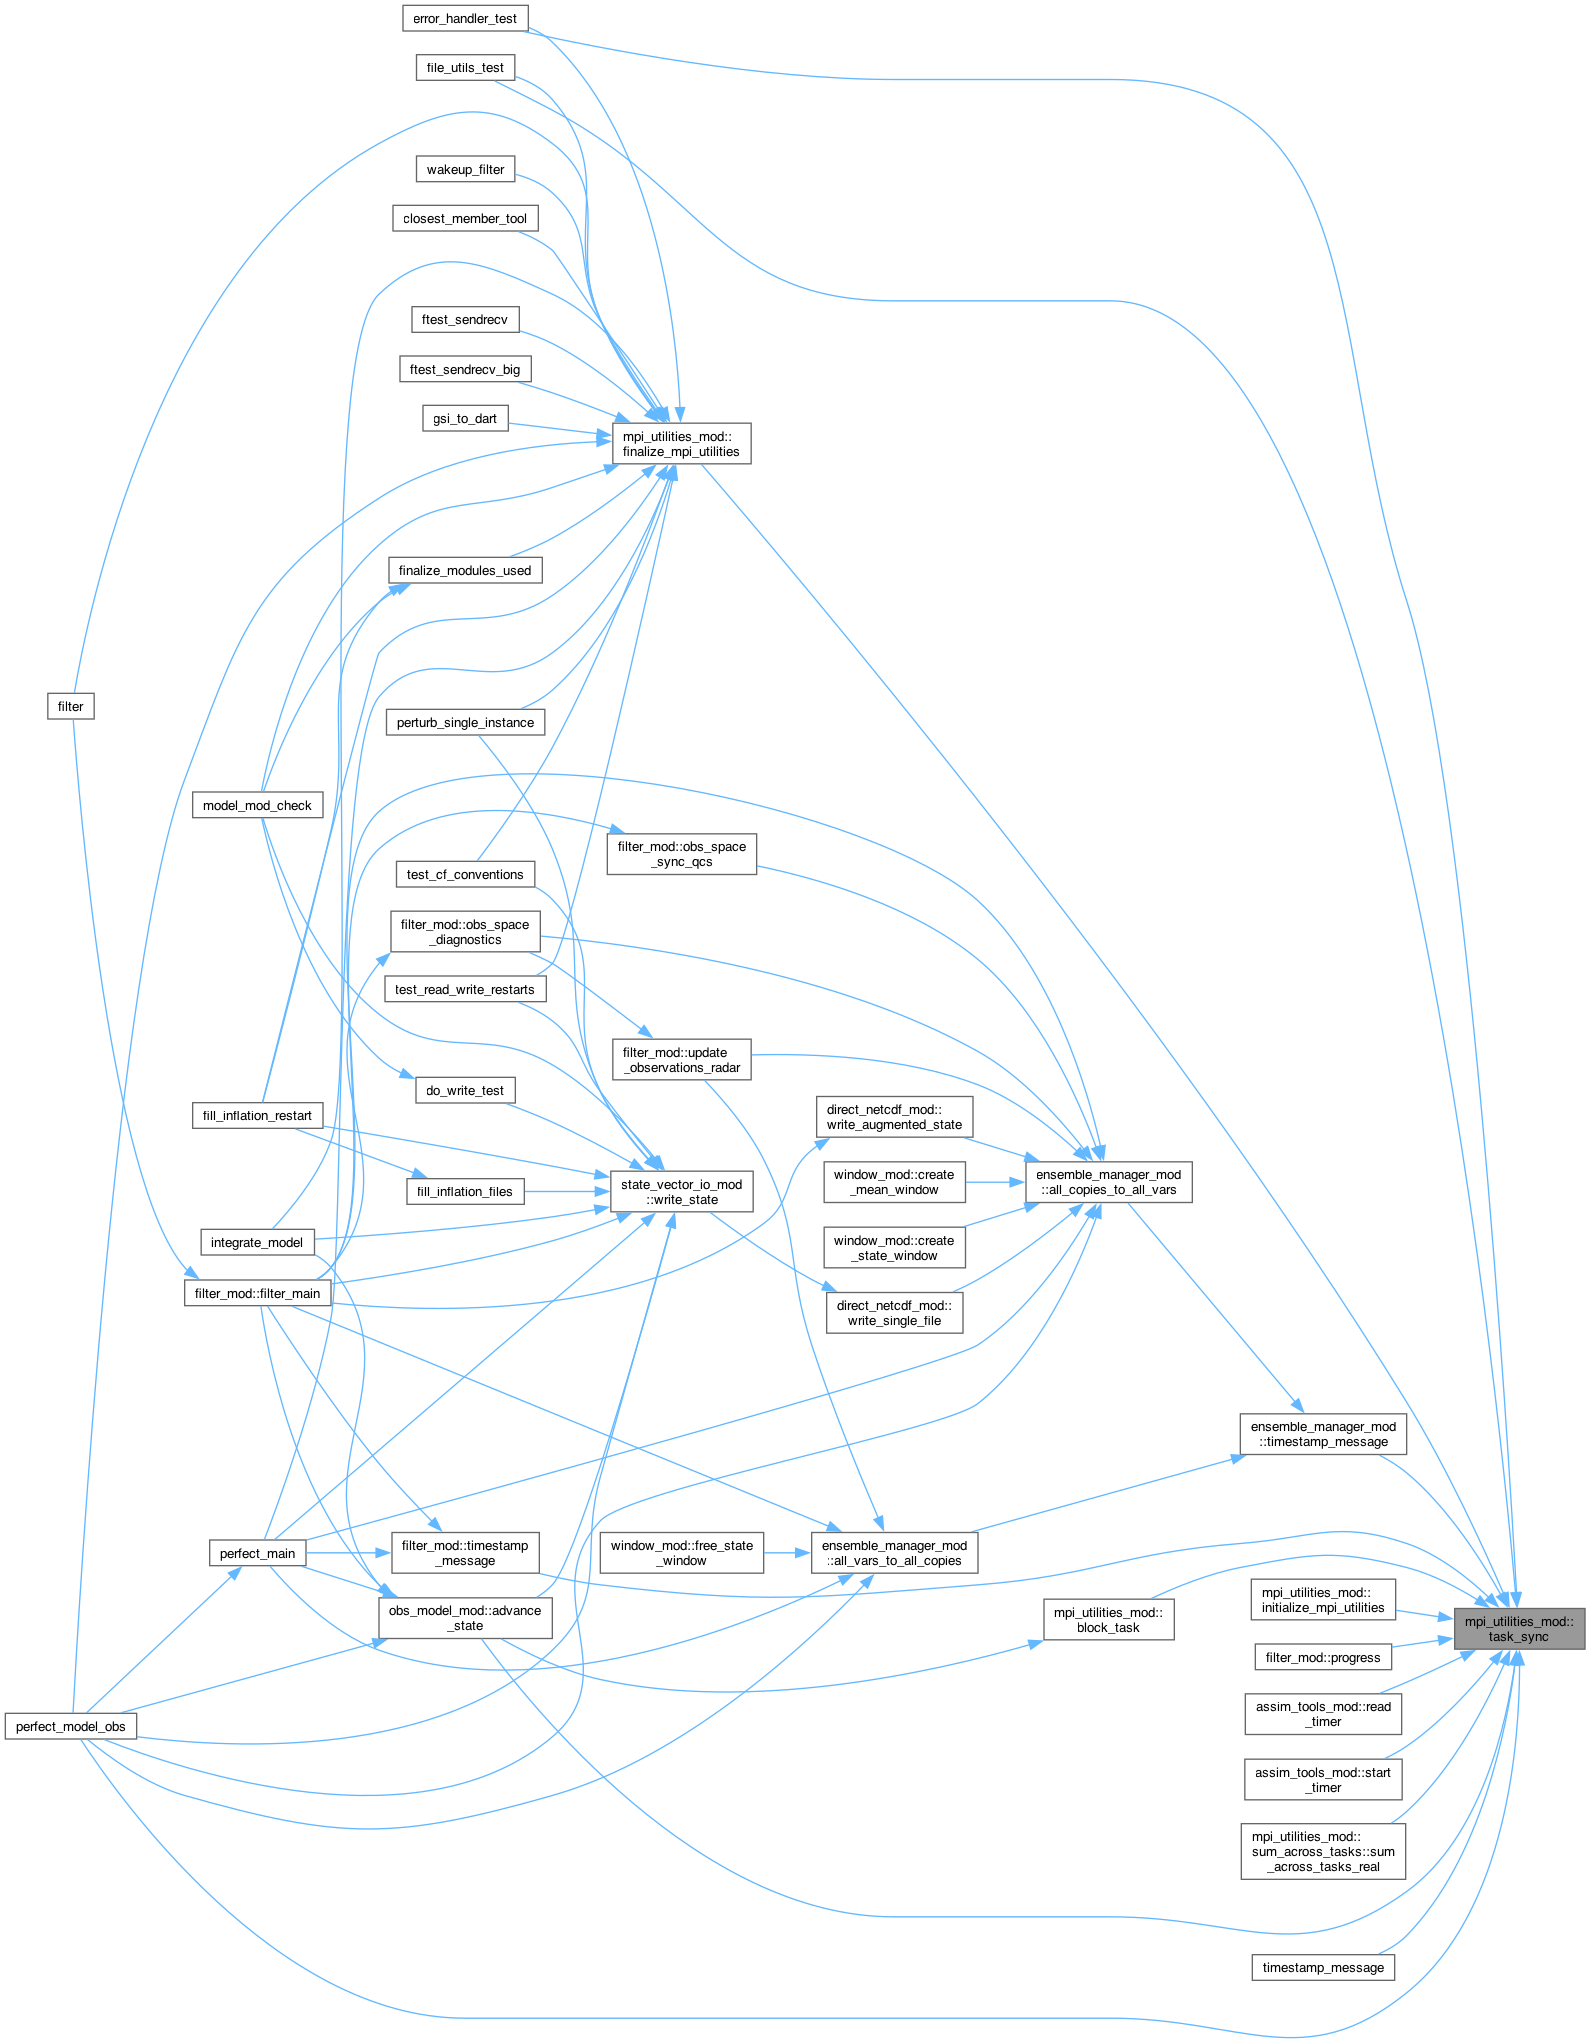 error_handler_test
file_utils_test
wakeup_filter
closest_member_tool
ftest_sendrecv
ftest_sendrecv_big
gsi_to_dart
mpi_utilities_mod::
finalize_mpi_utilities
finalize_modules_used
filter
perturb_single_instance
model_mod_check
filter_mod::obs_space
_sync_qcs
test_cf_conventions
filter_mod::obs_space
_diagnostics
test_read_write_restarts
filter_mod::update
_observations_radar
do_write_test
fill_inflation_restart
direct_netcdf_mod::
write_augmented_state
window_mod::create
_mean_window
ensemble_manager_mod
::all_copies_to_all_vars
state_vector_io_mod
::write_state
fill_inflation_files
integrate_model
window_mod::create
_state_window
filter_mod::filter_main
direct_netcdf_mod::
write_single_file
ensemble_manager_mod
::timestamp_message
perfect_main
filter_mod::timestamp
_message
window_mod::free_state
_window
ensemble_manager_mod
::all_vars_to_all_copies
obs_model_mod::advance
_state
mpi_utilities_mod::
block_task
mpi_utilities_mod::
initialize_mpi_utilities
mpi_utilities_mod::
task_sync
filter_mod::progress
assim_tools_mod::read
_timer
perfect_model_obs
assim_tools_mod::start
_timer
mpi_utilities_mod::
sum_across_tasks::sum
_across_tasks_real
timestamp_message